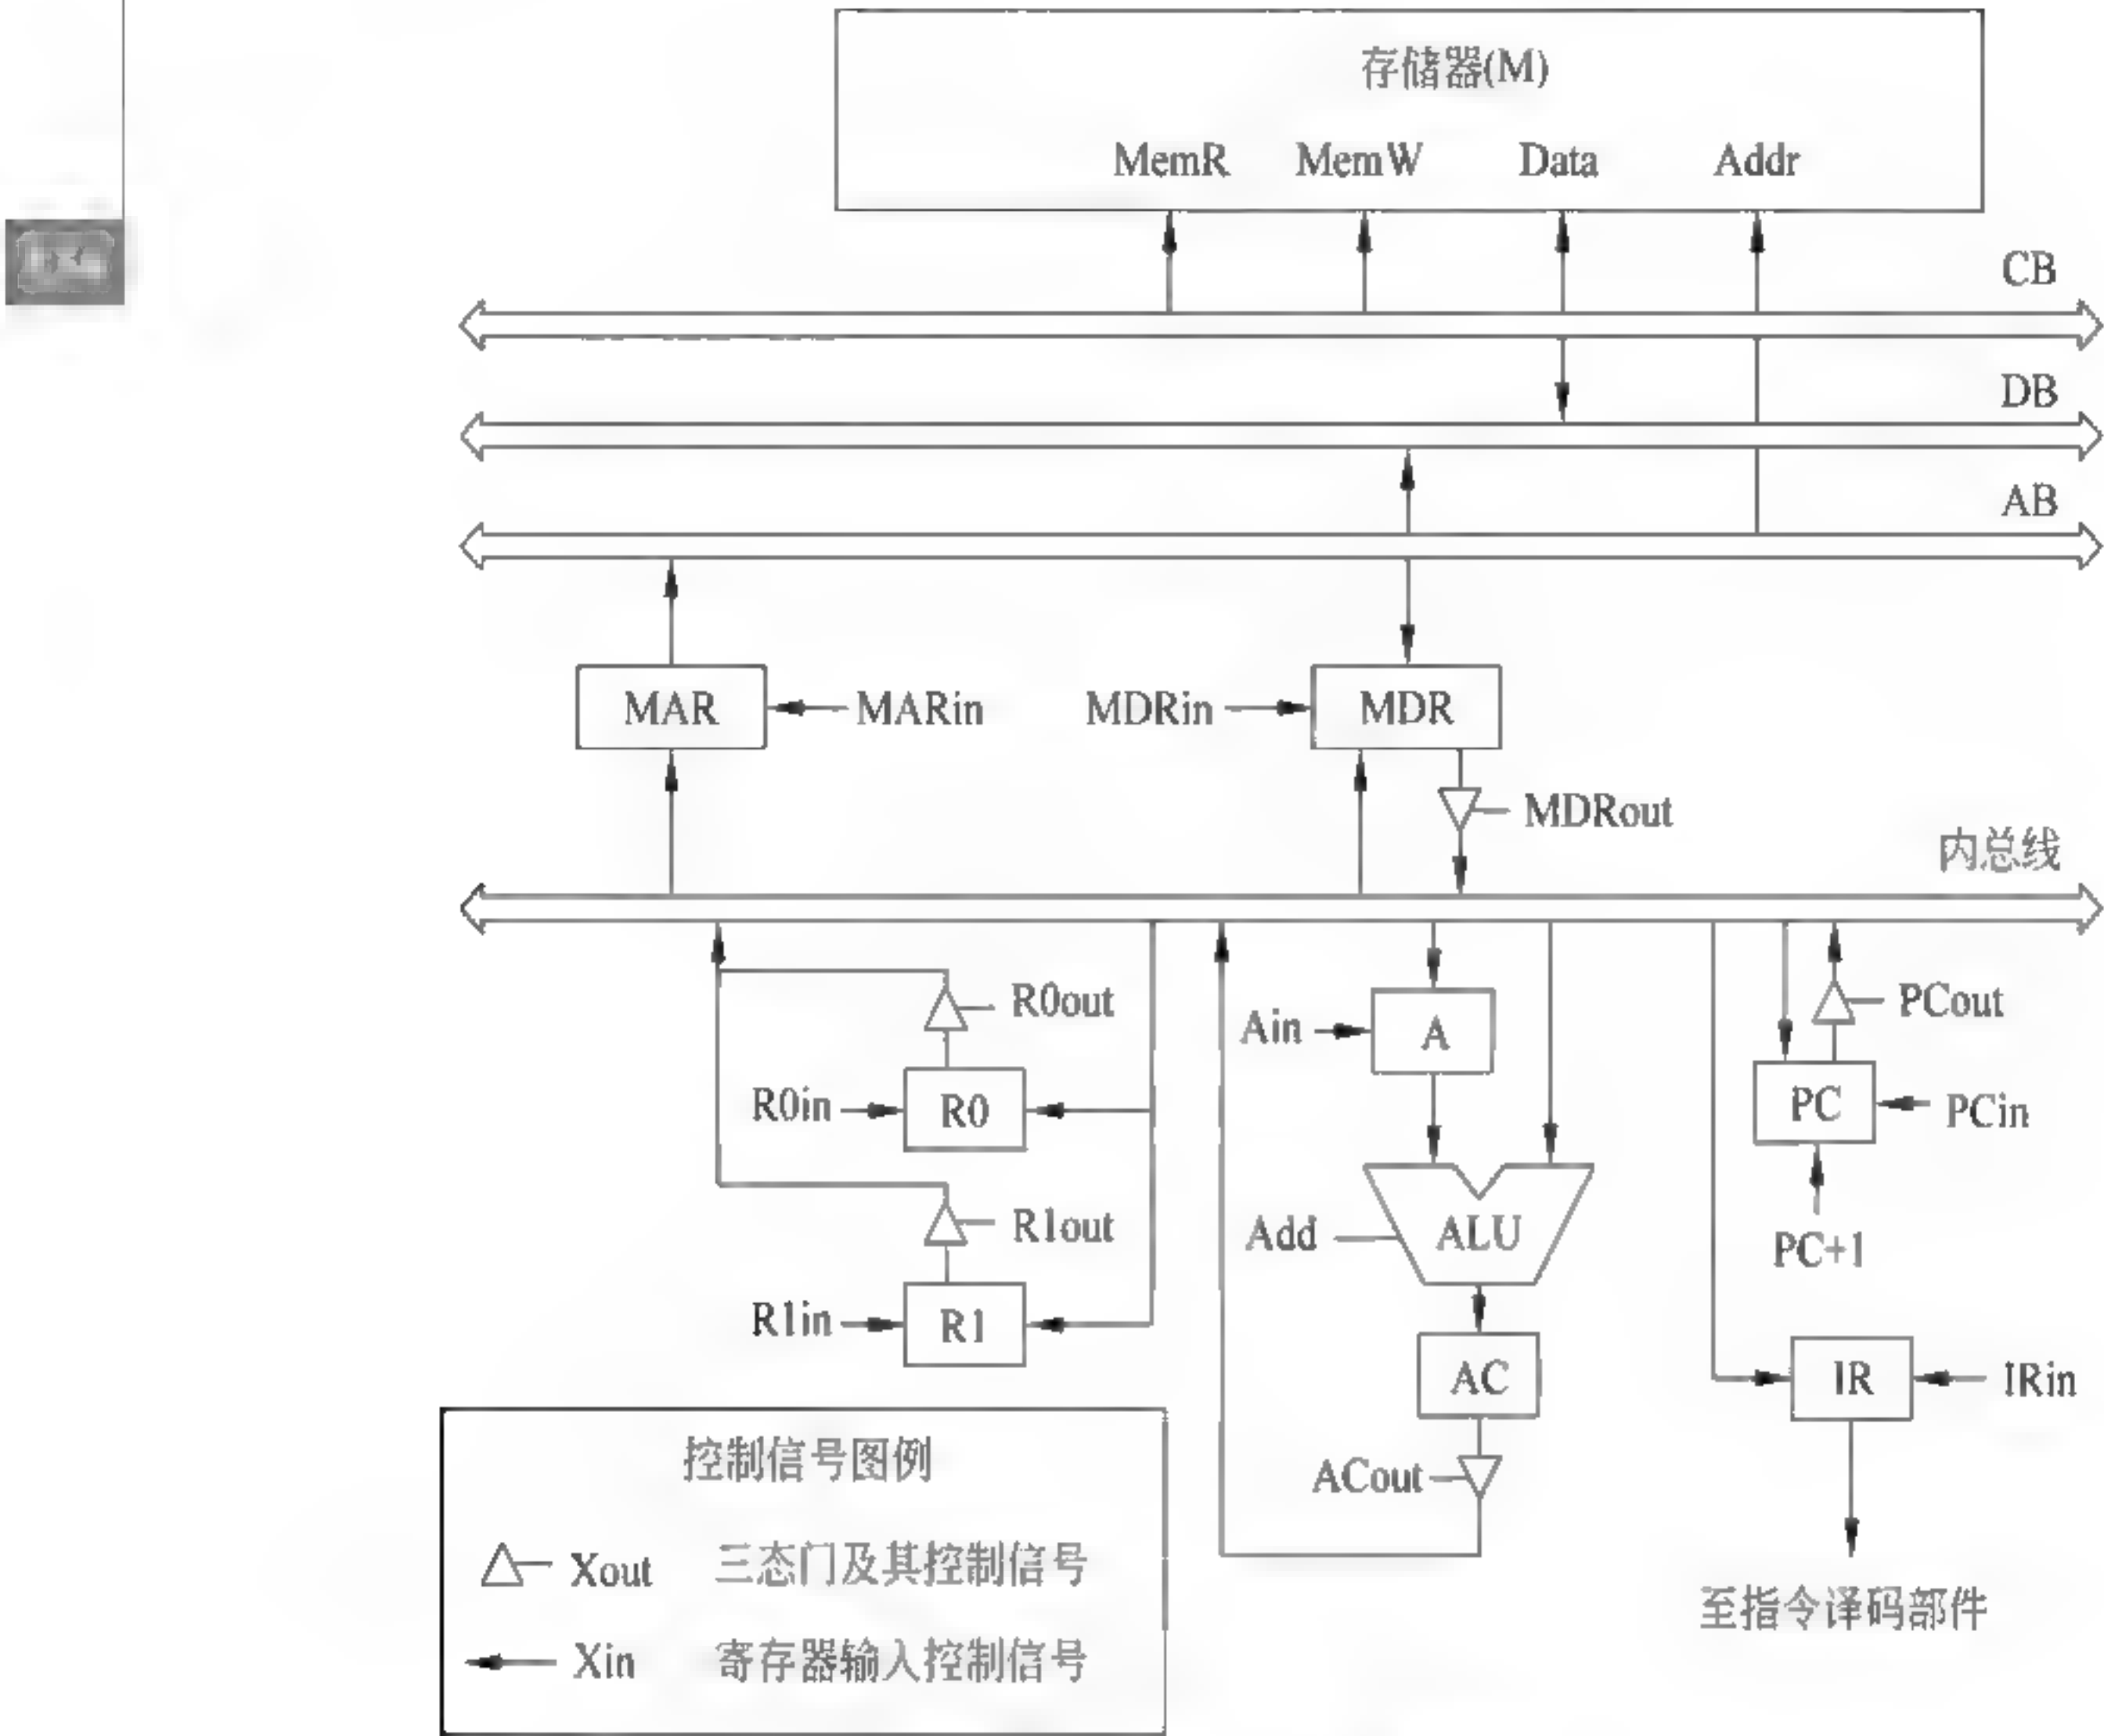 存储器(M)
MemR MemW Data Addr
CB
DB
AB
MAR MARin MDRin MDR
MDRout
内总线
R0out Ain A PCout
R0in R0 PC PCin
R1out Add ALU PC+1
R1in R1 AC IR IRin
控制信号图例
ACout
Xout 三态门及其控制信号
至指令译码部件
Xin 寄存器输入控制信号